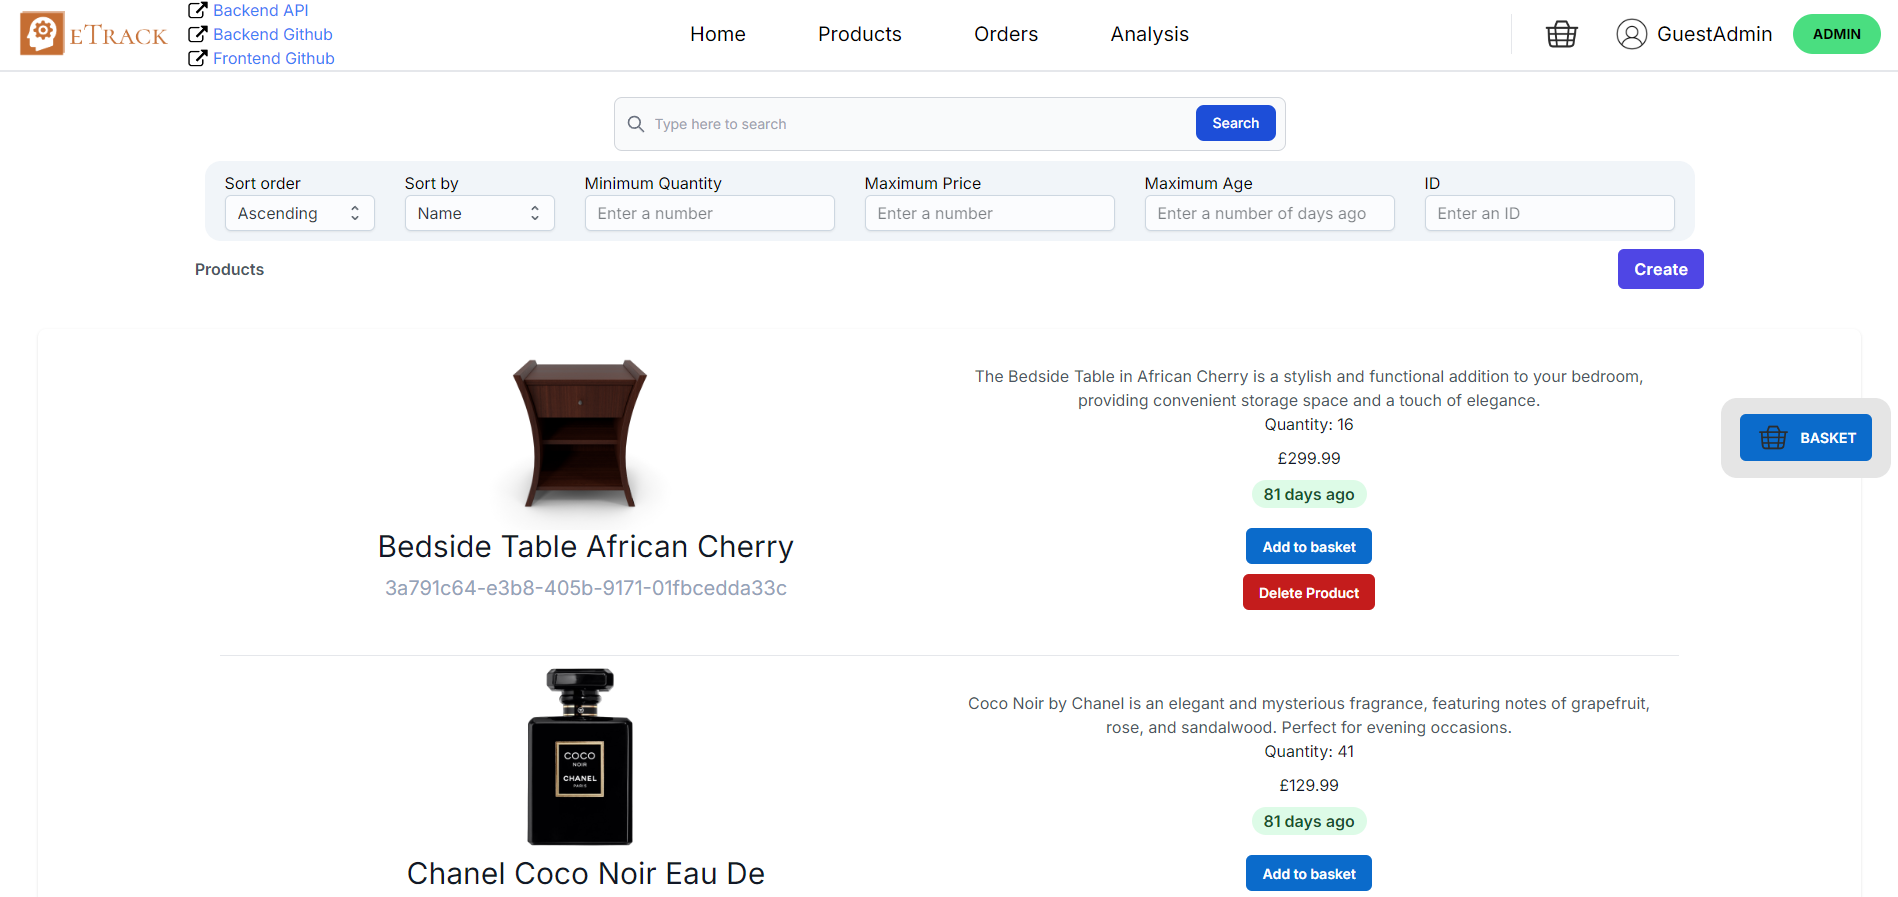 eTrack
Backend API
Backend Github
Frontend Github
Home
Products
Orders
Analysis
GuestAdmin
ADMIN
Type here to search
Search
Sort order
Ascending
Sort by
Name
Minimum Quantity
Enter a number
Maximum Price
Enter a number
Maximum Age
Enter a number of days ago
ID
Enter an ID
Products
Create
Bedside Table African Cherry
3a791c64-e3b8-405b-9171-01fbcedda33c
The Bedside Table in African Cherry is a stylish and functional addition to your bedroom,
providing convenient storage space and a touch of elegance.
Quantity: 16
£299.99
81 days ago
Add to basket
Delete Product
BASKET
COCO
NOIR
CHANEL
PARIS
Chanel Coco Noir Eau De
Coco Noir by Chanel is an elegant and mysterious fragrance, featuring notes of grapefruit,
rose, and sandalwood. Perfect for evening occasions.
Quantity: 41
£129.99
81 days ago
Add to basket